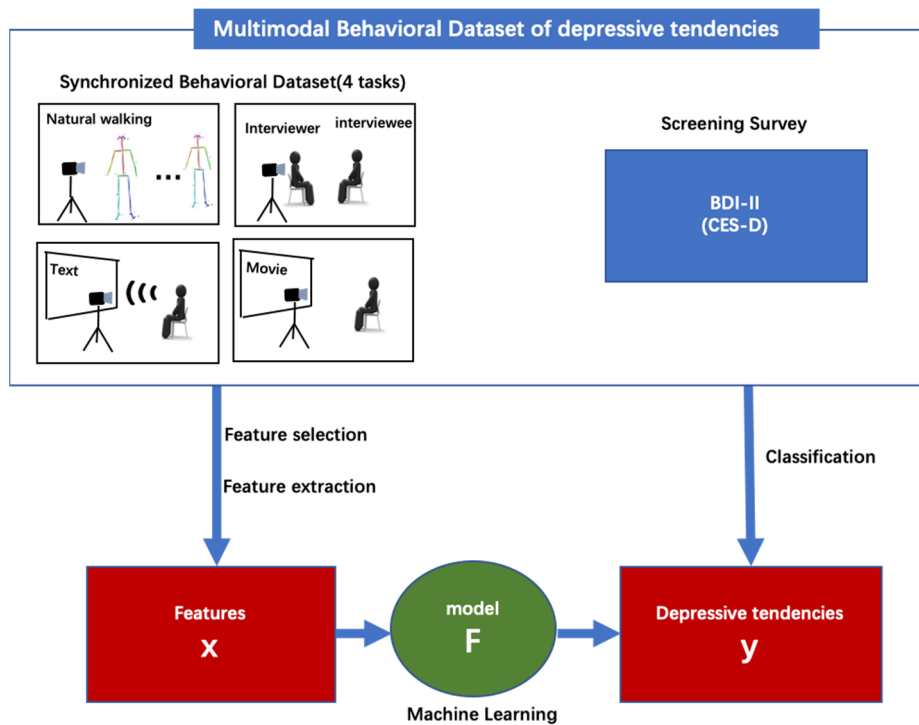 Multimodal Behavioral Dataset of depressive tendencies
Synchronized Behavioral Dataset(4 tasks)
Natural walking
Interviewer
interviewee
Text
Movie
Screening Survey
BDI-II
(CES-D)
Feature selection
Feature extraction
Classification
Features
x
model
F
Machine Learning
Depressive tendencies
y